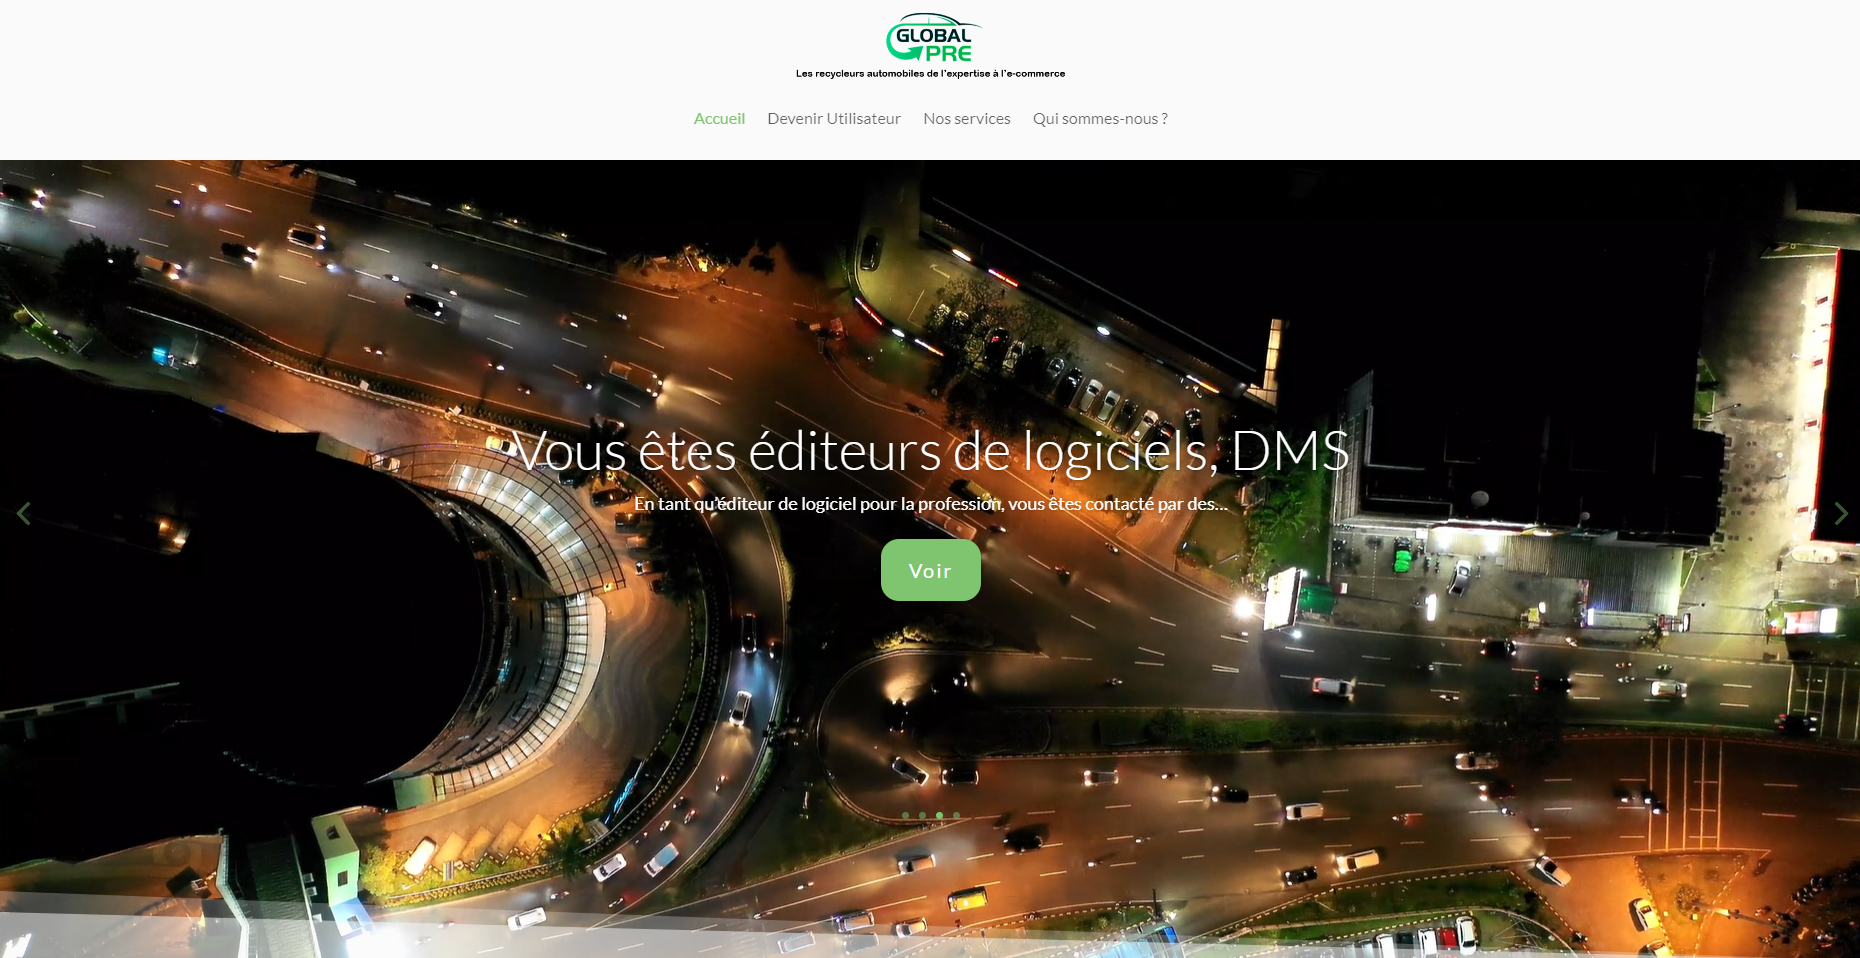 GLOBAL
PRE
Les recycleurs automobiles de l'expertise à l'e-commerce
Accueil Devenir Utilisateur Nos services Qui sommes-nous ?
Vous êtes éditeurs de logiciels, DMS
En tant qu'éditeur de logiciel pour la profession, vous êtes contacté par des...
Voir